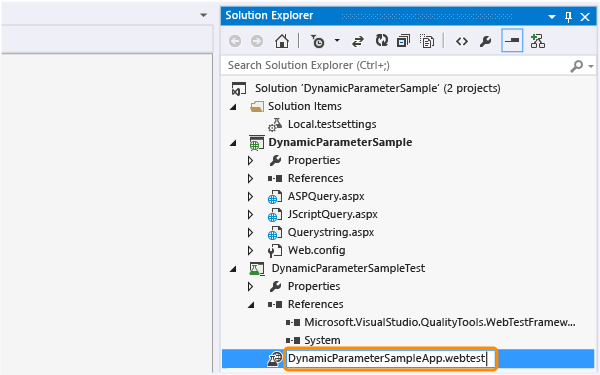 Solution Explorer
Search Solution Explorer (Ctrl+;)
Solution 'DynamicParameterSample' (2 projects)
Solution Items
Local.testsettings
DynamicParameterSample
Properties
References
ASPQuery.aspx
JScriptQuery.aspx
Querystring.aspx
Web.config
DynamicParameterSampleTest
Properties
References
Microsoft.VisualStudio.QualityTools.WebTestFramew...
System
DynamicParameterSampleApp.webtest